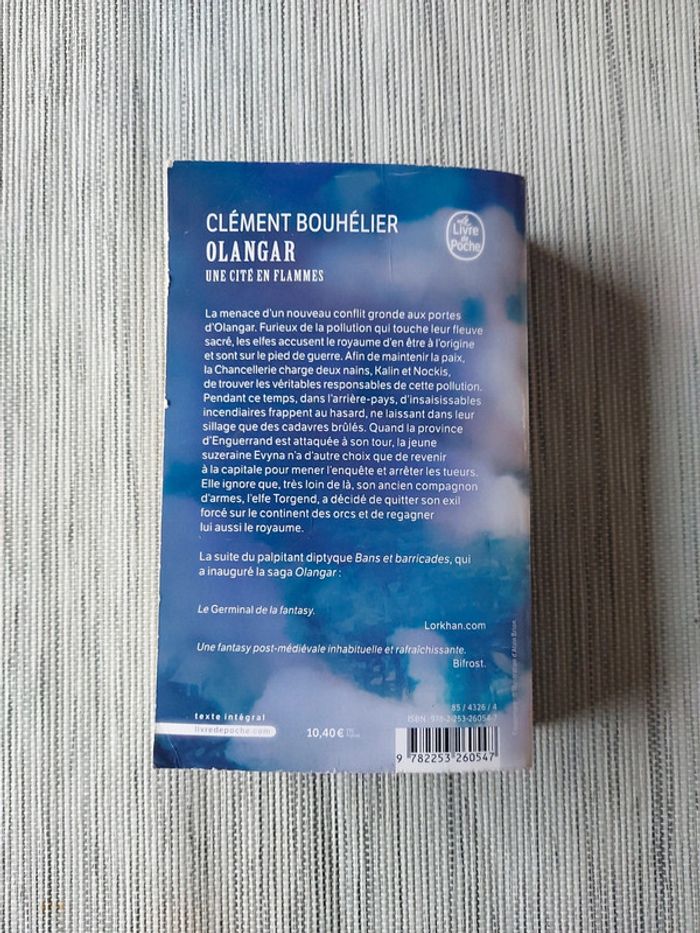 CLÉMENT BOUHÉLIER
OLANGAR
UNE CITÉ EN FLAMMES
Le
Livre
de
Poche
La menace d'un nouveau conflit gronde aux portes
d'Olangar. Furieux de la pollution qui touche leur fleuve
sacré, les elfes accusent le royaume d'en être à l'origine
et sont sur le pied de guerre. Afin de maintenir la paix,
la Chancellerie charge deux nains, Kalin et Nockis,
de trouver les véritables responsables de cette pollution.
Pendant ce temps, dans l'arrière-pays, d'insaisissables
incendiaires frappent au hasard, ne laissant dans leur
sillage que des cadavres brûlés. Quand la province
d'Enguerrand est attaquée à son tour, la jeune
suzeraine Evyna n'a d'autre choix que de revenir
à la capitale pour mener l'enquête et arrêter les tueurs.
Elle ignore que, très loin de là, son ancien compagnon
d'armes, l'elfe Torgend, a décidé de quitter son exil
forcé sur le continent des orcs et de regagner
lui aussi le royaume.
La suite du palpitant diptyque Bans et barricades, qui
a inauguré la saga Olangar :
Le Germinal de la fantasy.
Lorkhan.com
Une fantasy post-médiévale inhabituelle et rafraîchissante.
Bifrost.
texte intégral
livredepoche.com
10,40 €
85 / 4326 / 4
ISBN : 978-2-253-26054-7
9 782253 260547